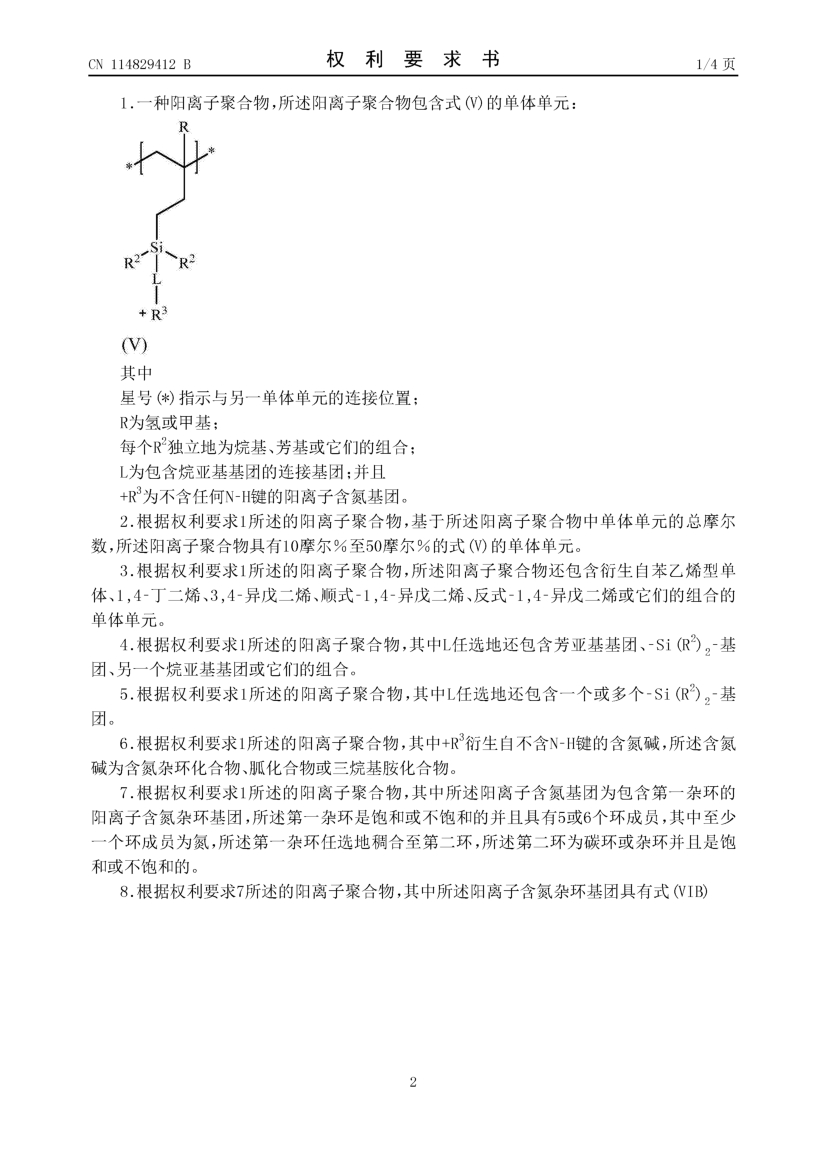 CN 114829412 B
权利要求书
1/4 页
1.一种阳离子聚合物,所述阳离子聚合物包含式(V)的单体单元:
R
* *
Si
R² R²
L
+ R³
(V)
其中
星号(*)指示与另一单体单元的连接位置;
R为氢或甲基;
每个R²独立地为烷基、芳基或它们的组合;
L为包含烷亚基基团的连接基团;并且
+R³为不含任何N-H键的阳离子含氮基团。
2.根据权利要求1所述的阳离子聚合物,基于所述阳离子聚合物中单体单元的总摩尔
数,所述阳离子聚合物具有10摩尔%至50摩尔%的式(V)的单体单元。
3.根据权利要求1所述的阳离子聚合物,所述阳离子聚合物还包含衍生自苯乙烯型单
体、1,4-丁二烯、3,4-异戊二烯、顺式-1,4-异戊二烯、反式-1,4-异戊二烯或它们的组合的
单体单元。
4.根据权利要求1所述的阳离子聚合物,其中L任选地还包含芳亚基基团、-Si(R²)₂-基
团、另一个烷亚基基团或它们的组合。
5.根据权利要求1所述的阳离子聚合物,其中L任选地还包含一个或多个-Si(R²)₂-基
团。
6.根据权利要求1所述的阳离子聚合物,其中+R³衍生自不含N-H键的含氮碱,所述含氮
碱为含氮杂环化合物、胍化合物或三烷基胺化合物。
7.根据权利要求1所述的阳离子聚合物,其中所述阳离子含氮基团为包含第一杂环的
阳离子含氮杂环基团,所述第一杂环是饱和或不饱和的并且具有5或6个环成员,其中至少
一个环成员为氮,所述第一杂环任选地稠合至第二环,所述第二环为碳环或杂环并且是饱
和或不饱和的。
8.根据权利要求7所述的阳离子聚合物,其中所述阳离子含氮杂环基团具有式(VIB)
2